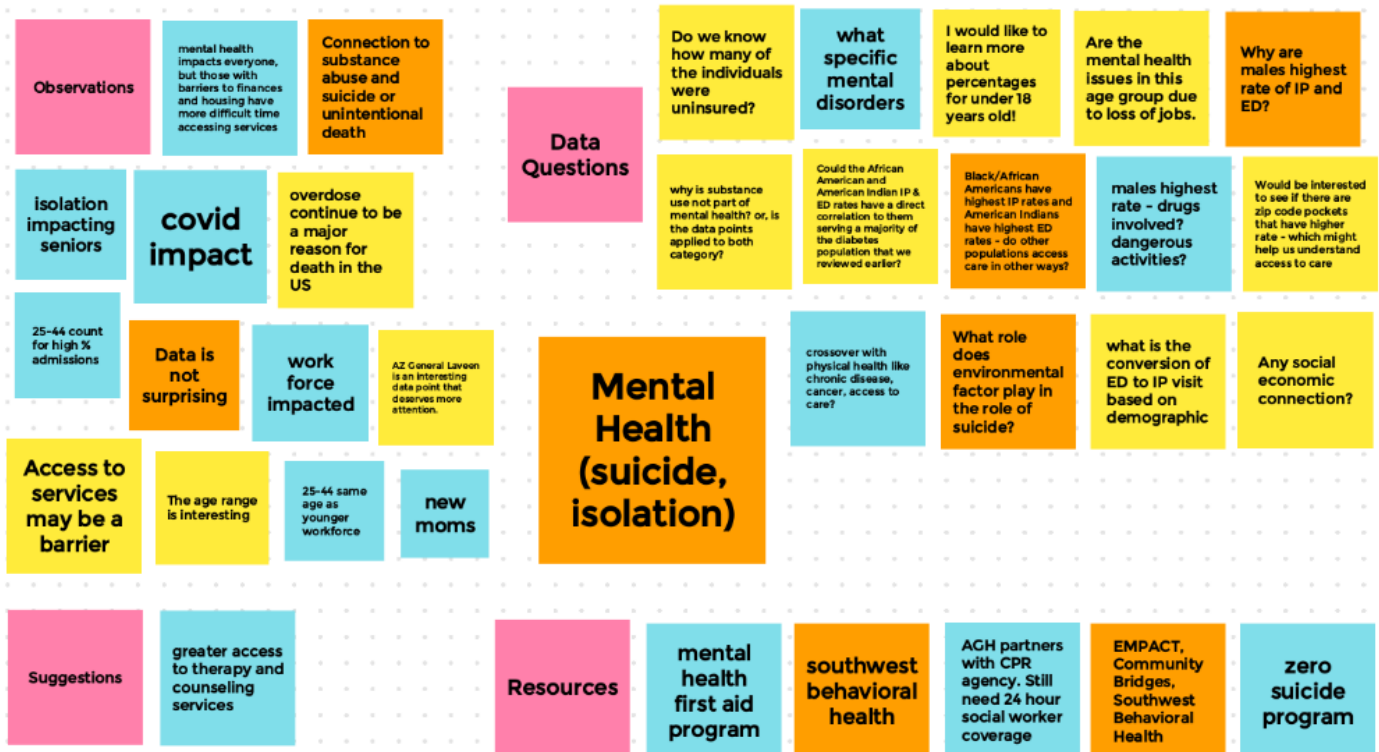 Observations
mental health
impacts everyone,
but those with
barriers to finances
and housing have
more difficult time
accessing services
Connection to
substance
abuse and
suicide or
unintentional
death
isolation
impacting
seniors
covid
impact
overdose
continue to be
a major
reason for
death in the
US
25-44 count
for high %
admissions
Data is
not
surprising
work
force
impacted
AZ General Laveen
is an interesting
data point that
deserves more
attention.
Access to
services
may be a
barrier
The age range
is interesting
25-44 same
age as
younger
workforce
new
moms
Data
Questions
Do we know
how many of
the individuals
were
uninsured?
what
specific
mental
disorders
I would like to
learn more
about
percentages
for under 18
years old!
Are the
mental health
issues in this
age group due
to loss of jobs.
Why are
males highest
rate of IP and
ED?
why is substance
use not part of
mental health? or, is
the data points
applied to both
category?
Could the African
American and
American Indian IP &
ED rates have a direct
correlation to them
serving a majority of
the diabetes
population that we
reviewed earlier?
Black/African
Americans have
highest IP rates and
American Indians
have highest ED
rates - do other
populations access
care in other ways?
males highest
rate - drugs
involved?
dangerous
activities?
Would be interested
to see if there are
zip code pockets
that have higher
rate - which might
help us understand
access to care
crossover with
physical health like
chronic disease,
cancer, access to
care?
What role
does
environmental
factor play in
the role of
suicide?
what is the
conversion of
ED to IP visit
based on
demographic
Any social
economic
connection?
Mental
Health
(suicide,
isolation)
Suggestions
greater access
to therapy and
counseling
services
Resources
mental
health
first aid
program
southwest
behavioral
health
AGH partners
with CPR
agency. Still
need 24 hour
social worker
coverage
EMPACT,
Community
Bridges,
Southwest
Behavioral
Health
zero
suicide
program